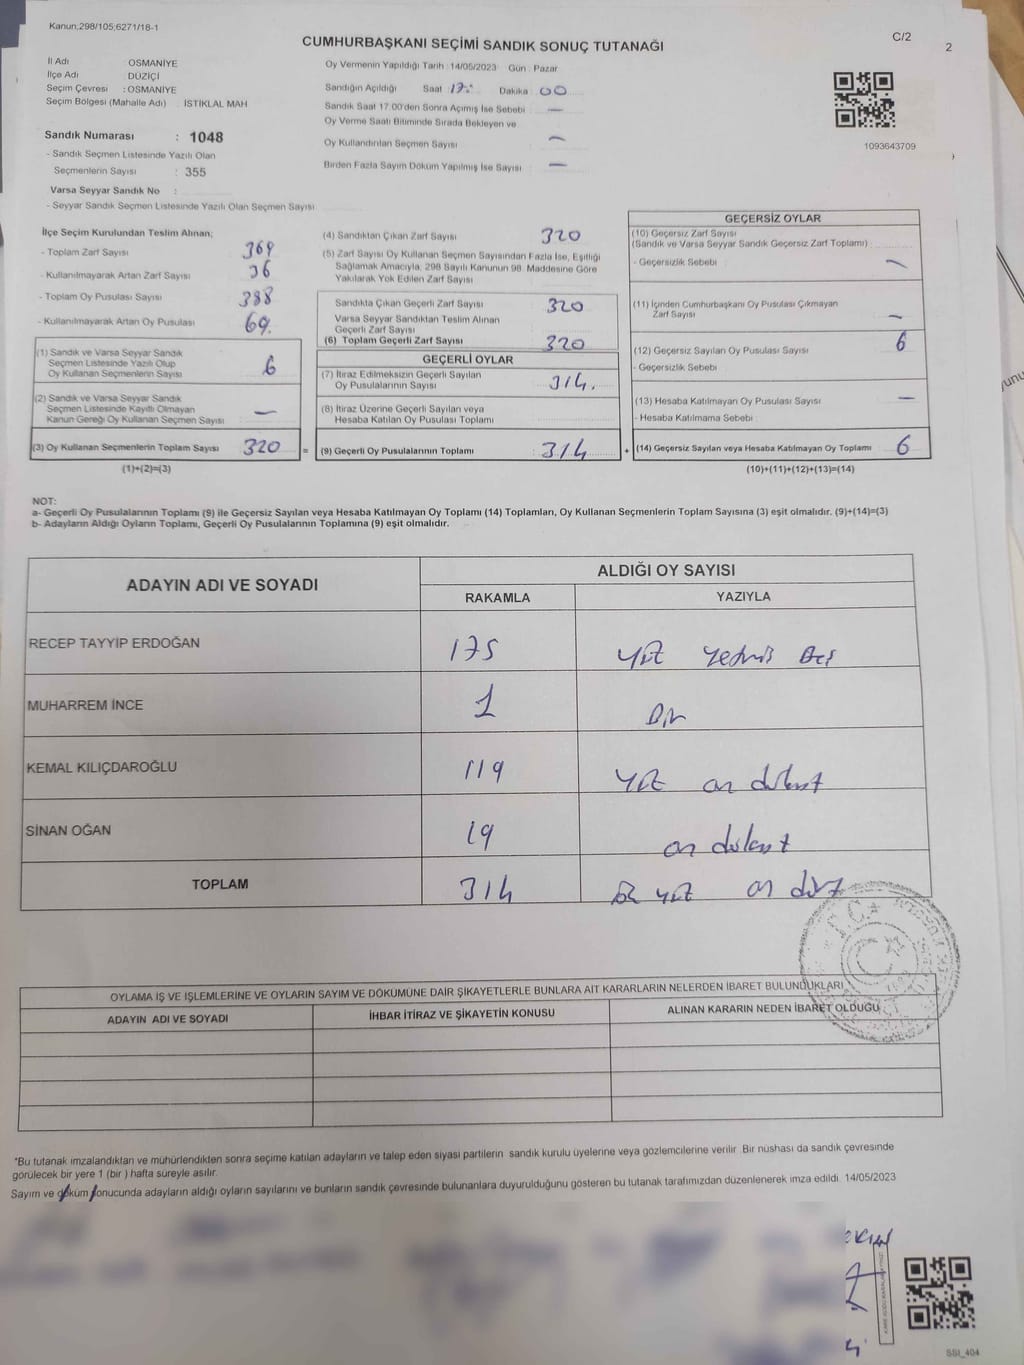 Kanun;298/105;6271/18-1
C/2
2
CUMHURBAŞKANI SEÇİMİ SANDIK SONUÇ TUTANAĞI
İl Adı OSMANİYE
İlçe Adı DÜZİÇİ
Seçim Çevresi : OSMANİYE
Seçim Bölgesi (Mahalle Adı) : İSTİKLAL MAH
Sandık Numarası : 1048
- Sandık Seçmen Listesinde Yazılı Olan
Seçmenlerin Sayısı : 355
Varsa Seyyar Sandık No :
- Seyyar Sandık Seçmen Listesinde Yazılı Olan Seçmen Sayısı
Oy Vermenin Yapıldığı Tarih : 14/05/2023 Gün : Pazar
Sandığın Açıldığı Saat 17: Dakika : 00
Sandık Saat 17:00'den Sonra Açımış İse Sebebi : —
Oy Verme Saati Bitiminde Sırada Bekleyen ve
Oy Kullandırılan Seçmen Sayısı —
Birden Fazla Sayım Döküm Yapılmış İse Sayısı : —
1093643709
İlçe Seçim Kurulundan Teslim Alınan;
- Toplam Zarf Sayısı 369
- Kullanılmayarak Artan Zarf Sayısı 36
- Toplam Oy Pusulası Sayısı 388
- Kullanılmayarak Artan Oy Pusulası 69.
(1) Sandık ve Varsa Seyyar Sandık
Seçmen Listesinde Yazılı Olup
Oy Kullanan Seçmenlerin Sayısı 6
(2) Sandık ve Varsa Seyyar Sandık
Seçmen Listesinde Kayıtlı Olmayan
Kanun Gereği Oy Kullanan Seçmen Sayısı —
(3) Oy Kullanan Seçmenlerin Toplam Sayısı 320 =
(1)+(2)=(3)
(4) Sandıktan Çıkan Zarf Sayısı 320
(5) Zarf Sayısı Oy Kullanan Seçmen Sayısından Fazla İse, Eşitliği
Sağlamak Amacıyla; 298 Sayılı Kanunun 98. Maddesine Göre
Yakılarak Yok Edilen Zarf Sayısı
Sandıkta Çıkan Geçerli Zarf Sayısı 320
Varsa Seyyar Sandıktan Teslim Alınan
Geçerli Zarf Sayısı
(6) Toplam Geçerli Zarf Sayısı 320
GEÇERLİ OYLAR
(7) İtiraz Edilmeksizin Geçerli Sayılan
Oy Pusulalarının Sayısı 314.
(8) İtiraz Üzerine Geçerli Sayılan veya
Hesaba Katılan Oy Pusulası Toplamı
(9) Geçerli Oy Pusulalarının Toplamı 314 +
GEÇERSİZ OYLAR
(10) Geçersiz Zarf Sayısı
(Sandık ve Varsa Seyyar Sandık Geçersiz Zarf Toplamı)
- Geçersizlik Sebebi : —
(11) İçinden Cumhurbaşkanı Oy Pusulası Çıkmayan
Zarf Sayısı —
(12) Geçersiz Sayılan Oy Pusulası Sayısı 6
- Geçersizlik Sebebi
(13) Hesaba Katılmayan Oy Pusulası Sayısı —
- Hesaba Katılmama Sebebi :
(14) Geçersiz Sayılan veya Hesaba Katılmayan Oy Toplamı 6
(10)+(11)+(12)+(13)=(14)
NOT:
a- Geçerli Oy Pusulalarının Toplamı (9) ile Geçersiz Sayılan veya Hesaba Katılmayan Oy Toplamı (14) Toplamları, Oy Kullanan Seçmenlerin Toplam Sayısına (3) eşit olmalıdır. (9)+(14)=(3)
b- Adayların Aldığı Oyların Toplamı, Geçerli Oy Pusulalarının Toplamına (9) eşit olmalıdır.
ADAYIN ADI VE SOYADI ALDIĞI OY SAYISI
RAKAMLA YAZIYLA
RECEP TAYYİP ERDOĞAN 175 yüz yetmiş beş
MUHARREM İNCE 1 Bir
KEMAL KILIÇDAROĞLU 119 yüz on dokuz
SİNAN OĞAN 19 on dokuz
TOPLAM 314 üç yüz on dört
T.C.
OYLAMA İŞ VE İŞLEMLERİNE VE OYLARIN SAYIM VE DÖKÜMÜNE DAİR ŞİKAYETLERLE BUNLARA AİT KARARLARIN NELERDEN İBARET BULUNDUKLARI
ADAYIN ADI VE SOYADI İHBAR İTİRAZ VE ŞİKAYETİN KONUSU ALINAN KARARIN NEDEN İBARET OLDUĞU
*Bu tutanak imzalandıktan ve mühürlendikten sonra seçime katılan adayların ve talep eden siyasi partilerin sandık kurulu üyelerine veya gözlemcilerine verilir. Bir nüshası da sandık çevresinde
görülecek bir yere 1 (bir ) hafta süreyle asılır.
Sayım ve döküm sonucunda adayların aldığı oyların sayılarını ve bunların sandık çevresinde bulunanlara duyurulduğunu gösteren bu tutanak tarafımızdan düzenlenerek imza edildi. 14/05/2023
SSI_404